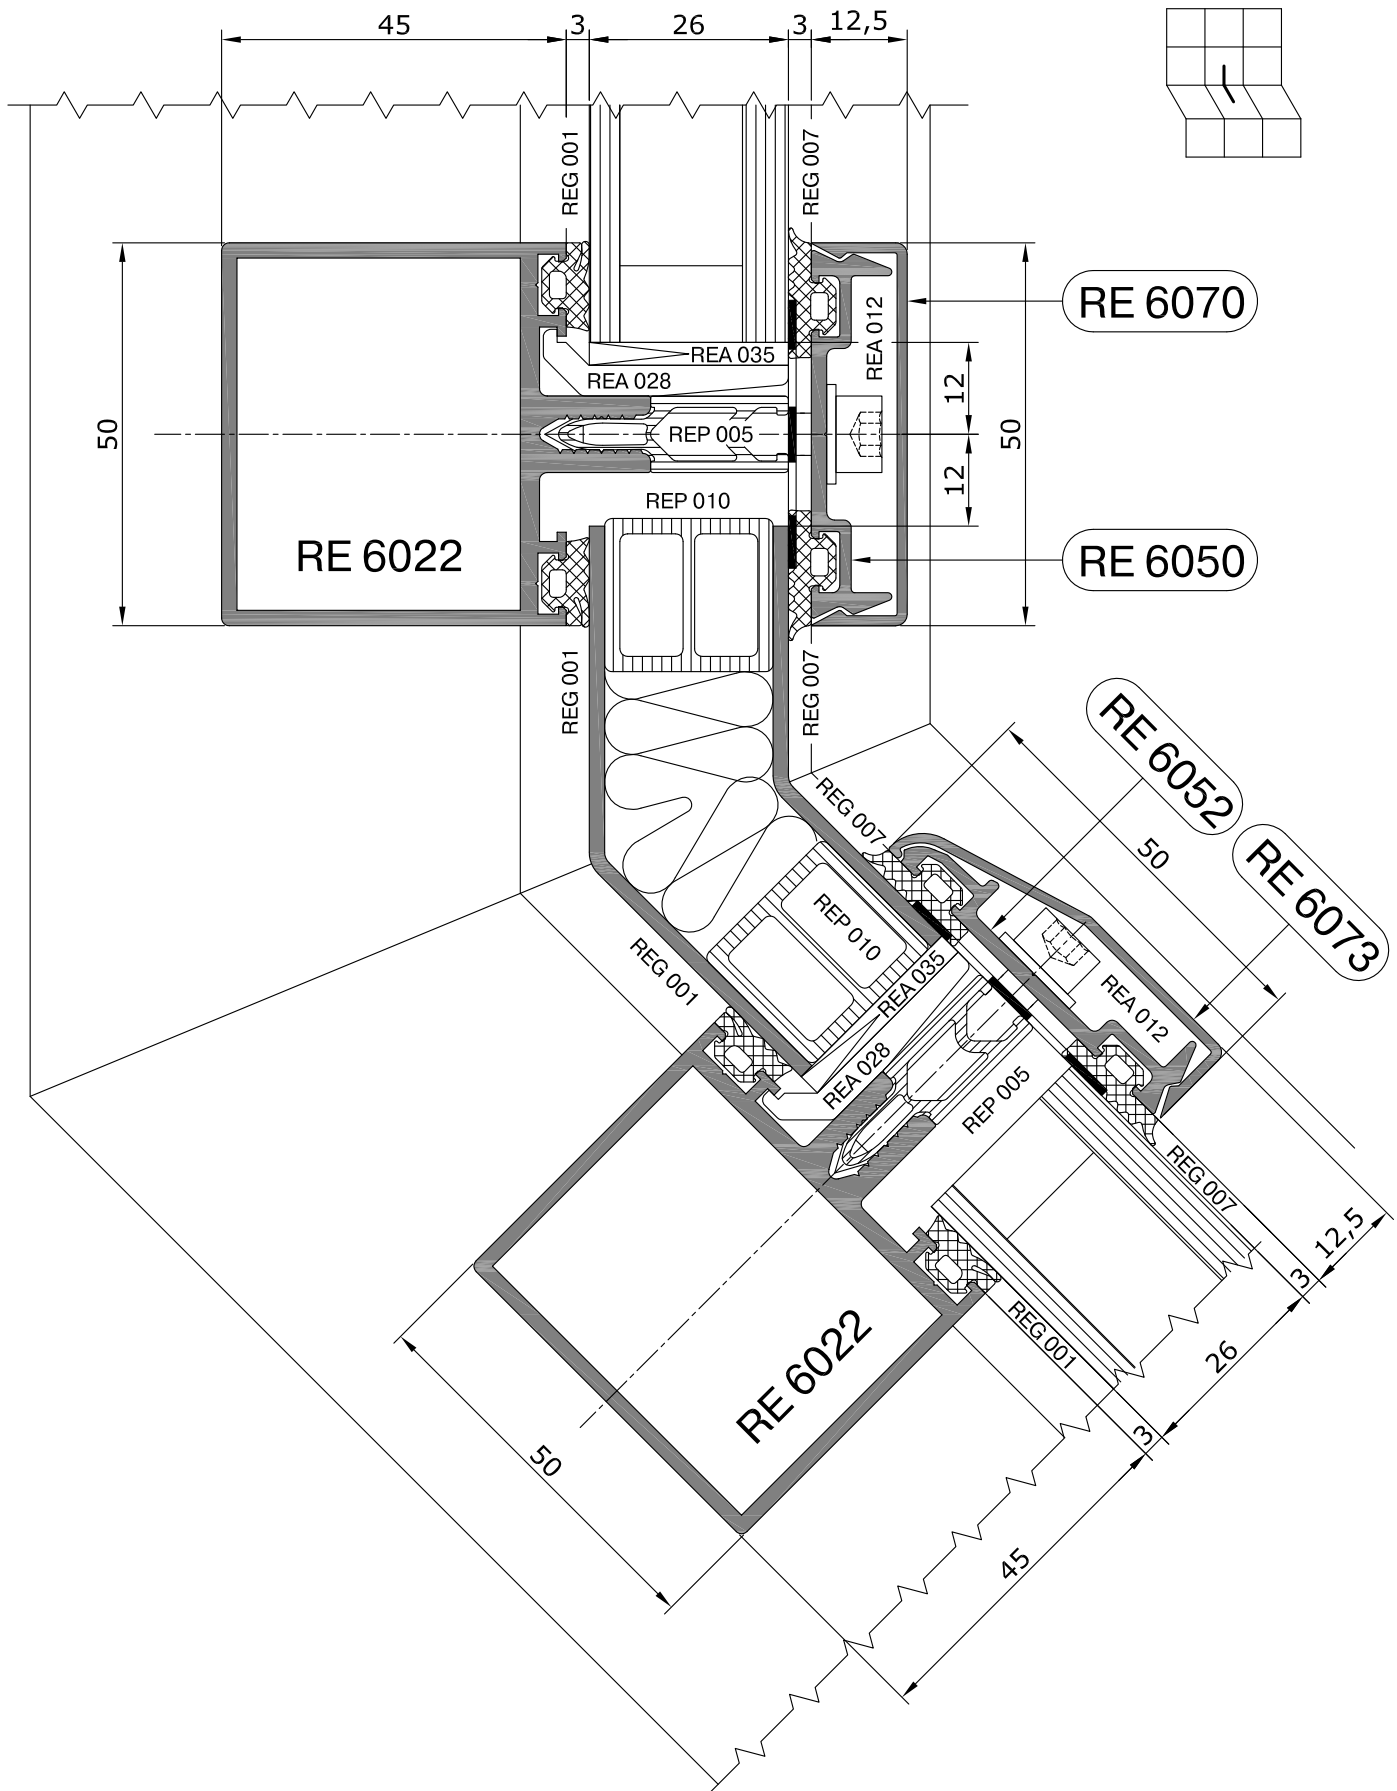 45
3
26
3
12,5
REG 001
REG 007
50
50
RE 6070
REA 012
REA 035
REA 028
12
REP 005
12
REP 010
RE 6022
RE 6050
REG 001
REG 007
RE 6052
REG 007
50
RE 6073
REP 010
REG 001
REA 035
REA 012
REA 028
REP 005
REG 007
12,5
3
REG 001
26
RE 6022
3
50
45